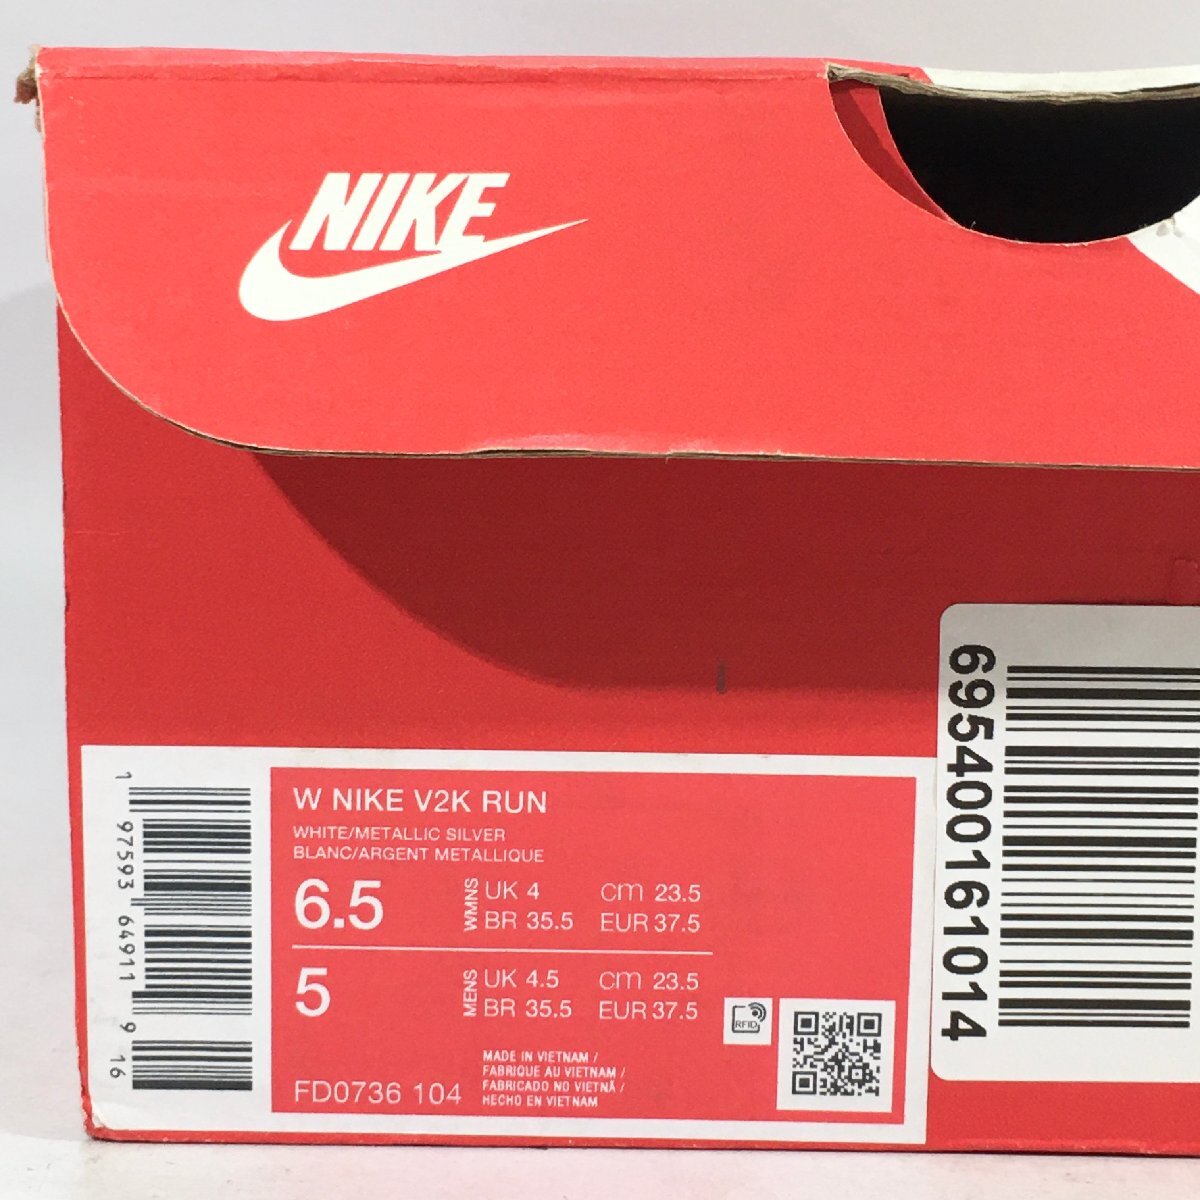 NIKE
695400161014
1 97593 64911 9 16
W NIKE V2K RUN
WHITE/METALLIC SILVER
BLANC/ARGENT METALLIQUE
6.5 WMNS UK 4 cm 23.5
BR 35.5 EUR 37.5
5 MENS UK 4.5 cm 23.5
BR 35.5 EUR 37.5
RFID
MADE IN VIETNAM /
FABRIQUE AU VIETNAM /
FABRICADO NO VIETNÃ /
HECHO EN VIETNAM
FD0736 104